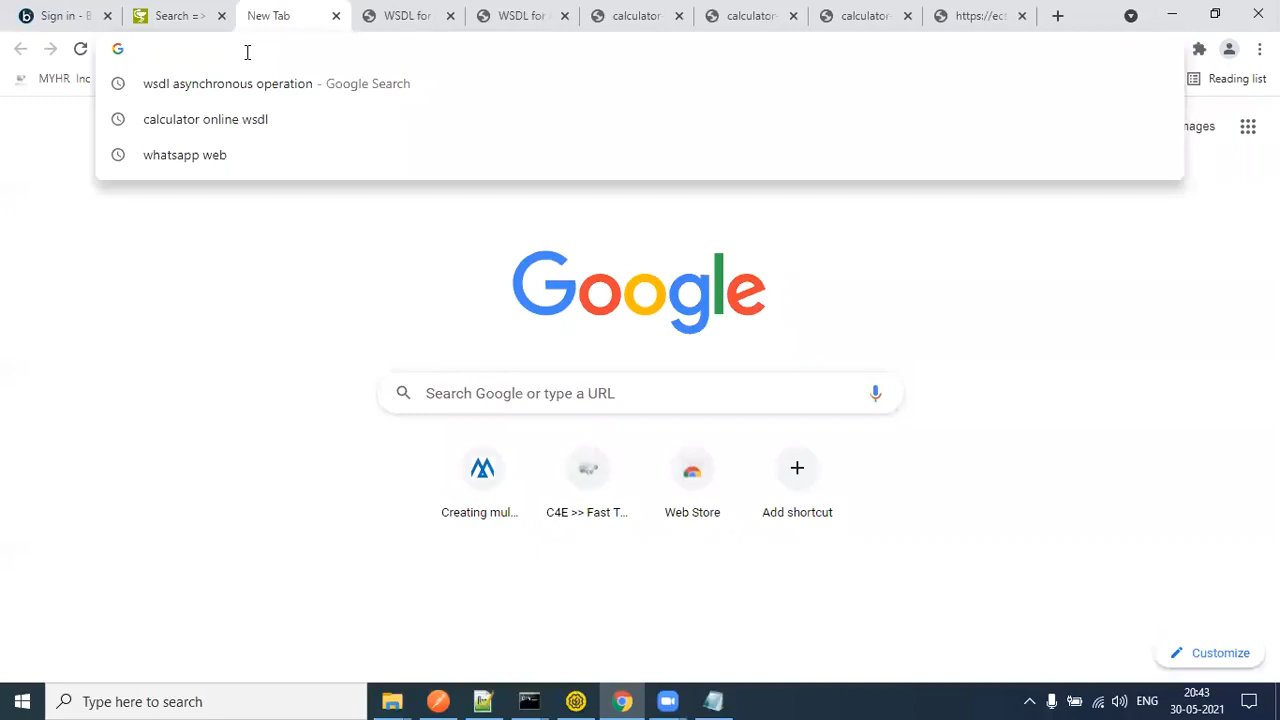 Sign in - B
Search =>
New Tab
WSDL for
WSDL for
calculator-
calculator-
calculator-
https://ecs
MYHR Inc
Reading list
wsdl asynchronous operation - Google Search
calculator online wsdl
whatsapp web
Google
Search Google or type a URL
Creating mul...
C4E >> Fast T...
Web Store
Add shortcut
Customize
Type here to search
ENG
20:43
30-05-2021